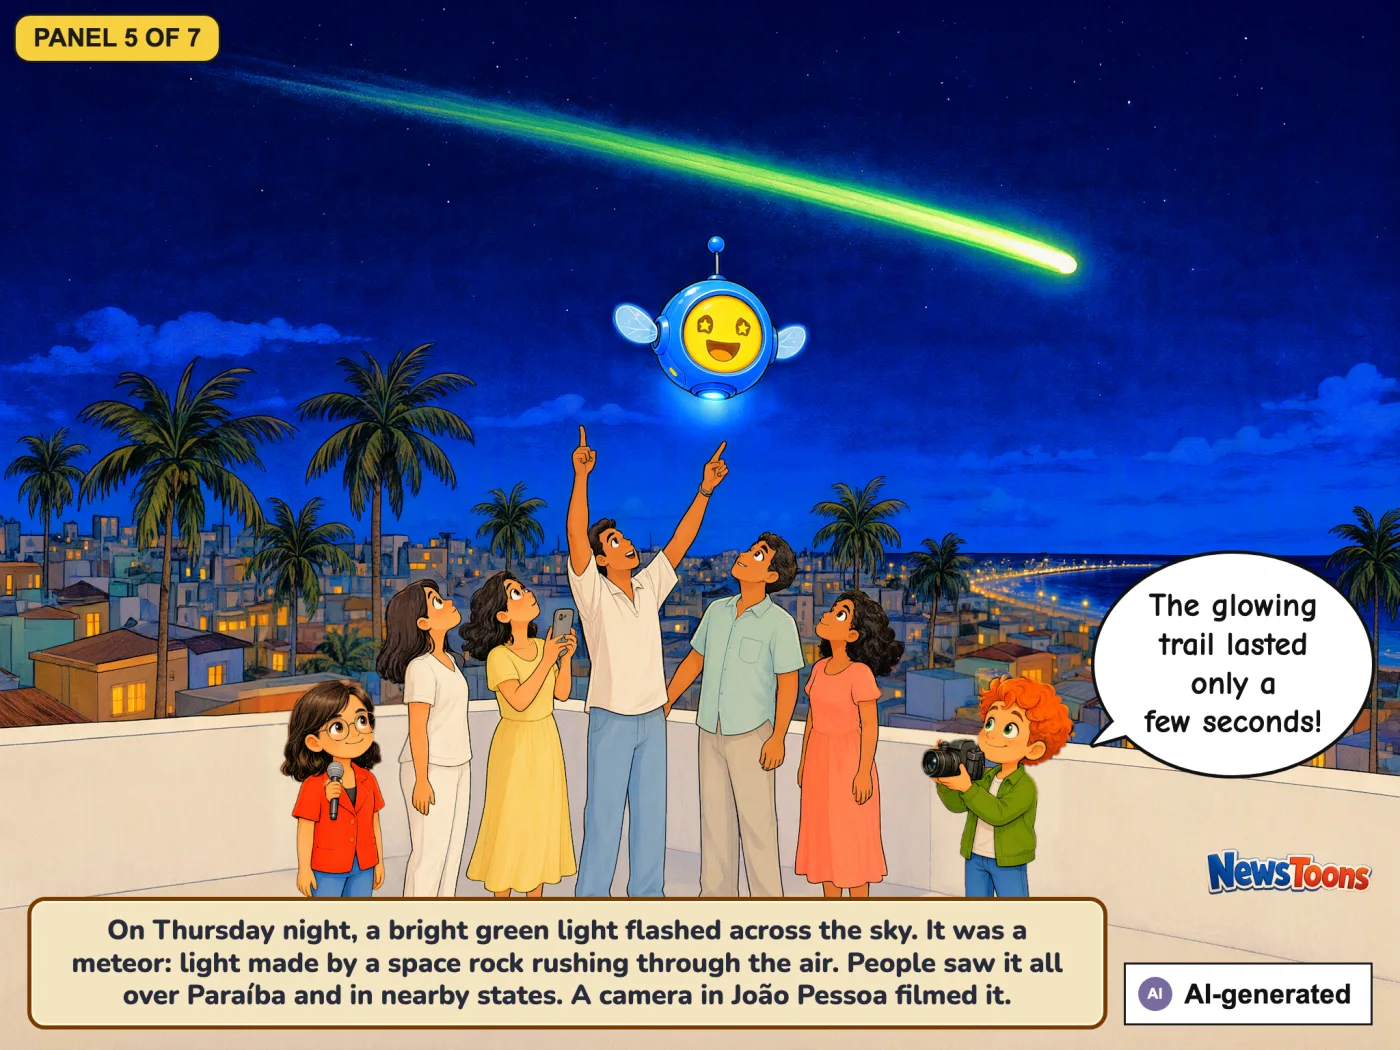 PANEL 5 OF 7
The glowing
trail lasted
only a
few seconds!
NewsToons
On Thursday night, a bright green light flashed across the sky. It was a
meteor: light made by a space rock rushing through the air. People saw it all
over Paraíba and in nearby states. A camera in João Pessoa filmed it.
AI AI-generated